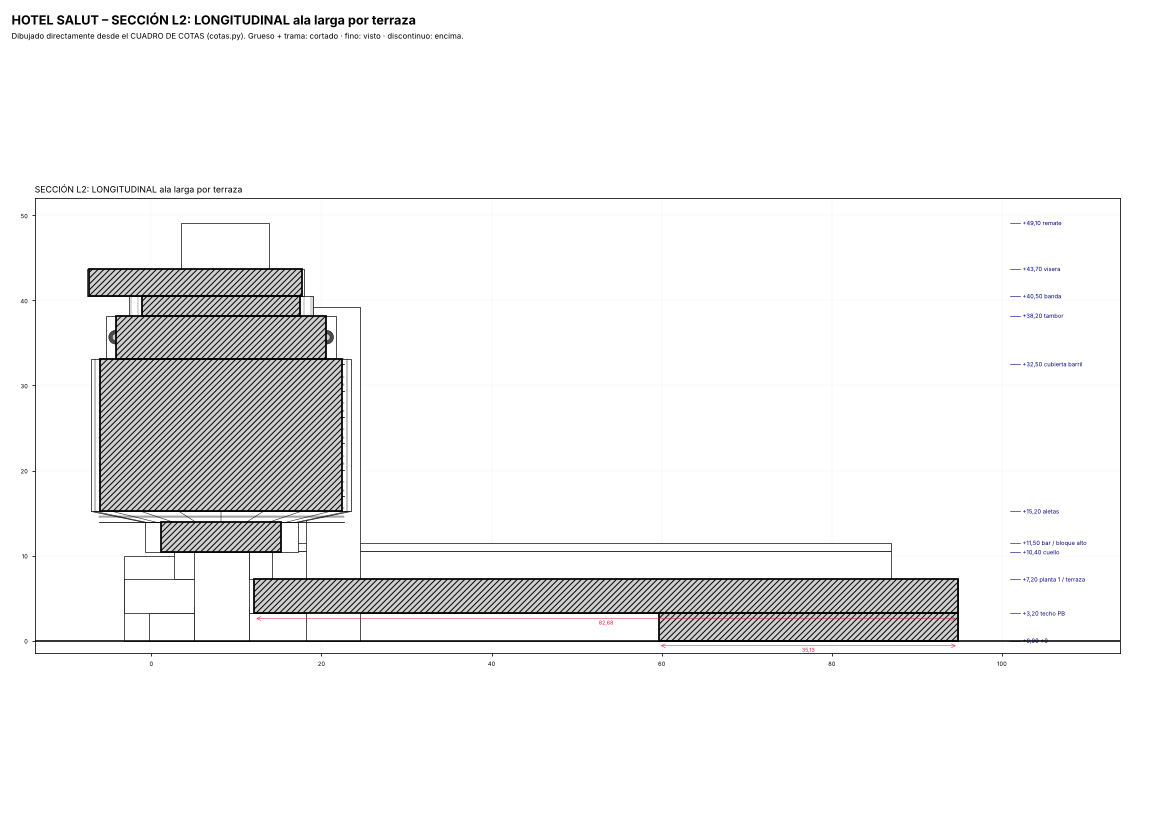 HOTEL SALUT – SECCIÓN L2: LONGITUDINAL ala larga por terraza
Dibujado directamente desde el CUADRO DE COTAS (cotas.py). Grueso + trama: cortado · fino: visto · discontinuo: encima.
SECCIÓN L2: LONGITUDINAL ala larga por terraza
50
+49,10 remate
+43,70 visera
40
+40,50 banda
+38,20 tambor
+32,50 cubierta barril
30
20
+15,20 aletas
+11,50 bar / bloque alto
10
+10,40 cuello
+7,20 planta 1 / terraza
+3,20 techo PB
82,68
0
35,13
0
20
40
60
80
100